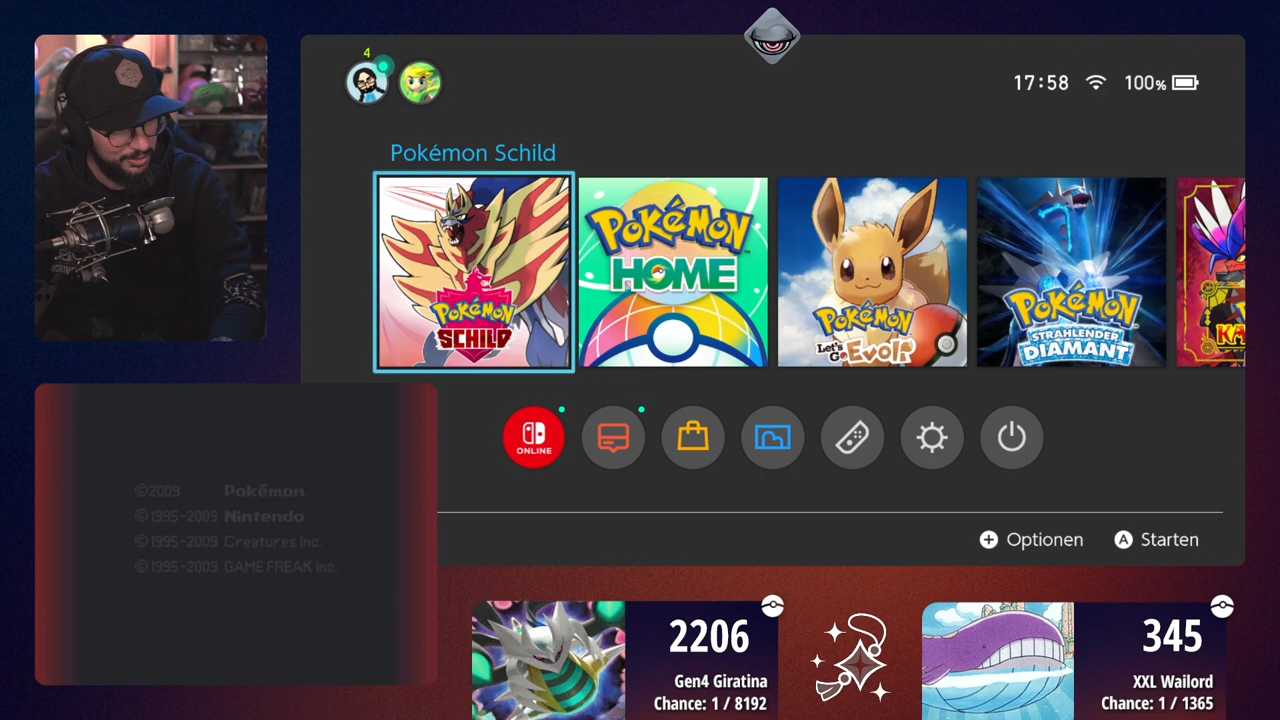 4
17:58
100%
Pokémon Schild
POKéMON
SCHILD
POKéMON
HOME
POKéMON
Let's Go Evoli
POKéMON
STRAHLENDER
DIAMANT
KA
ONLINE
©2009 Pokémon.
©1995-2009 Nintendo
©1995-2009 Creatures Inc.
©1995-2009 GAME FREAK inc.
Optionen
Starten
2206
Gen4 Giratina
Chance: 1 / 8192
345
XXL Wailord
Chance: 1 / 1365